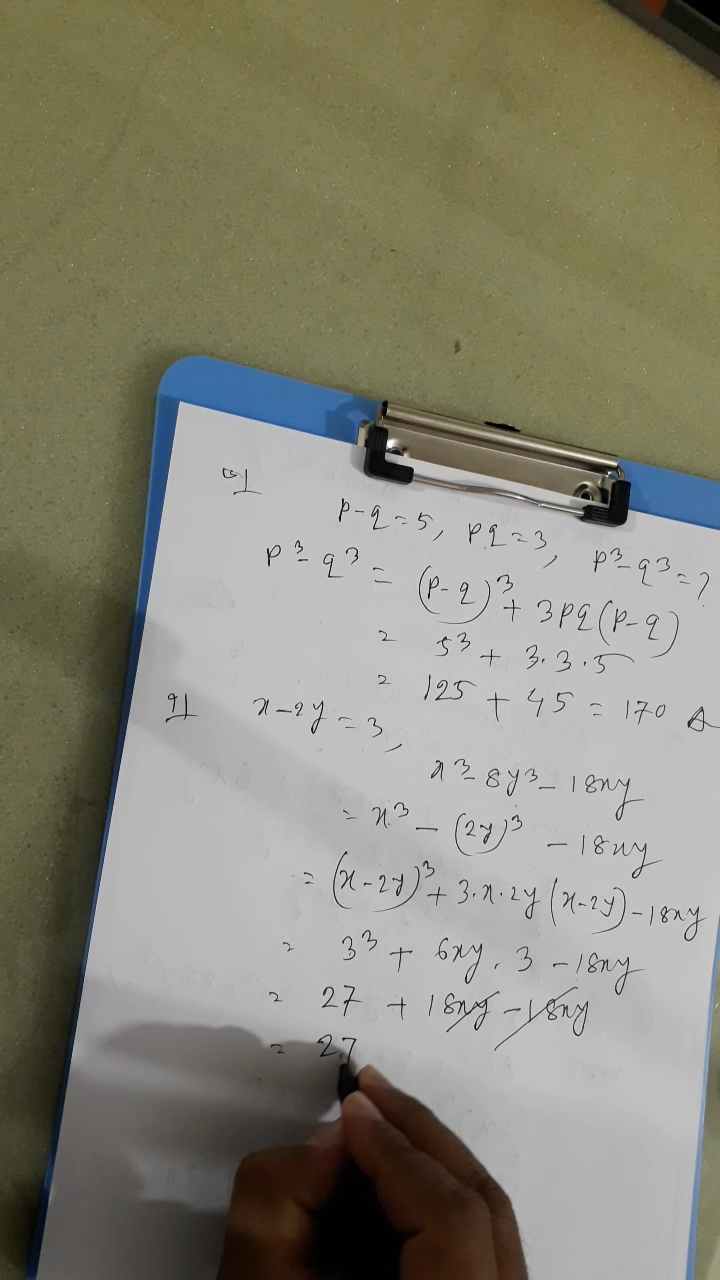 p-q=5, pq=3, p³-q³=?
p³-q³ = (p-q)³ + 3pq(p-q)
= 5³ + 3.3.5
= 125 + 45 = 170
x-2y=3,
x³-8y³-18xy
= x³ - (2y)³ - 18xy
= (x-2y)³ + 3.x.2y (x-2y) - 18xy
= 3³ + 6xy. 3 - 18xy
= 27 + 18xy - 18xy
= 27